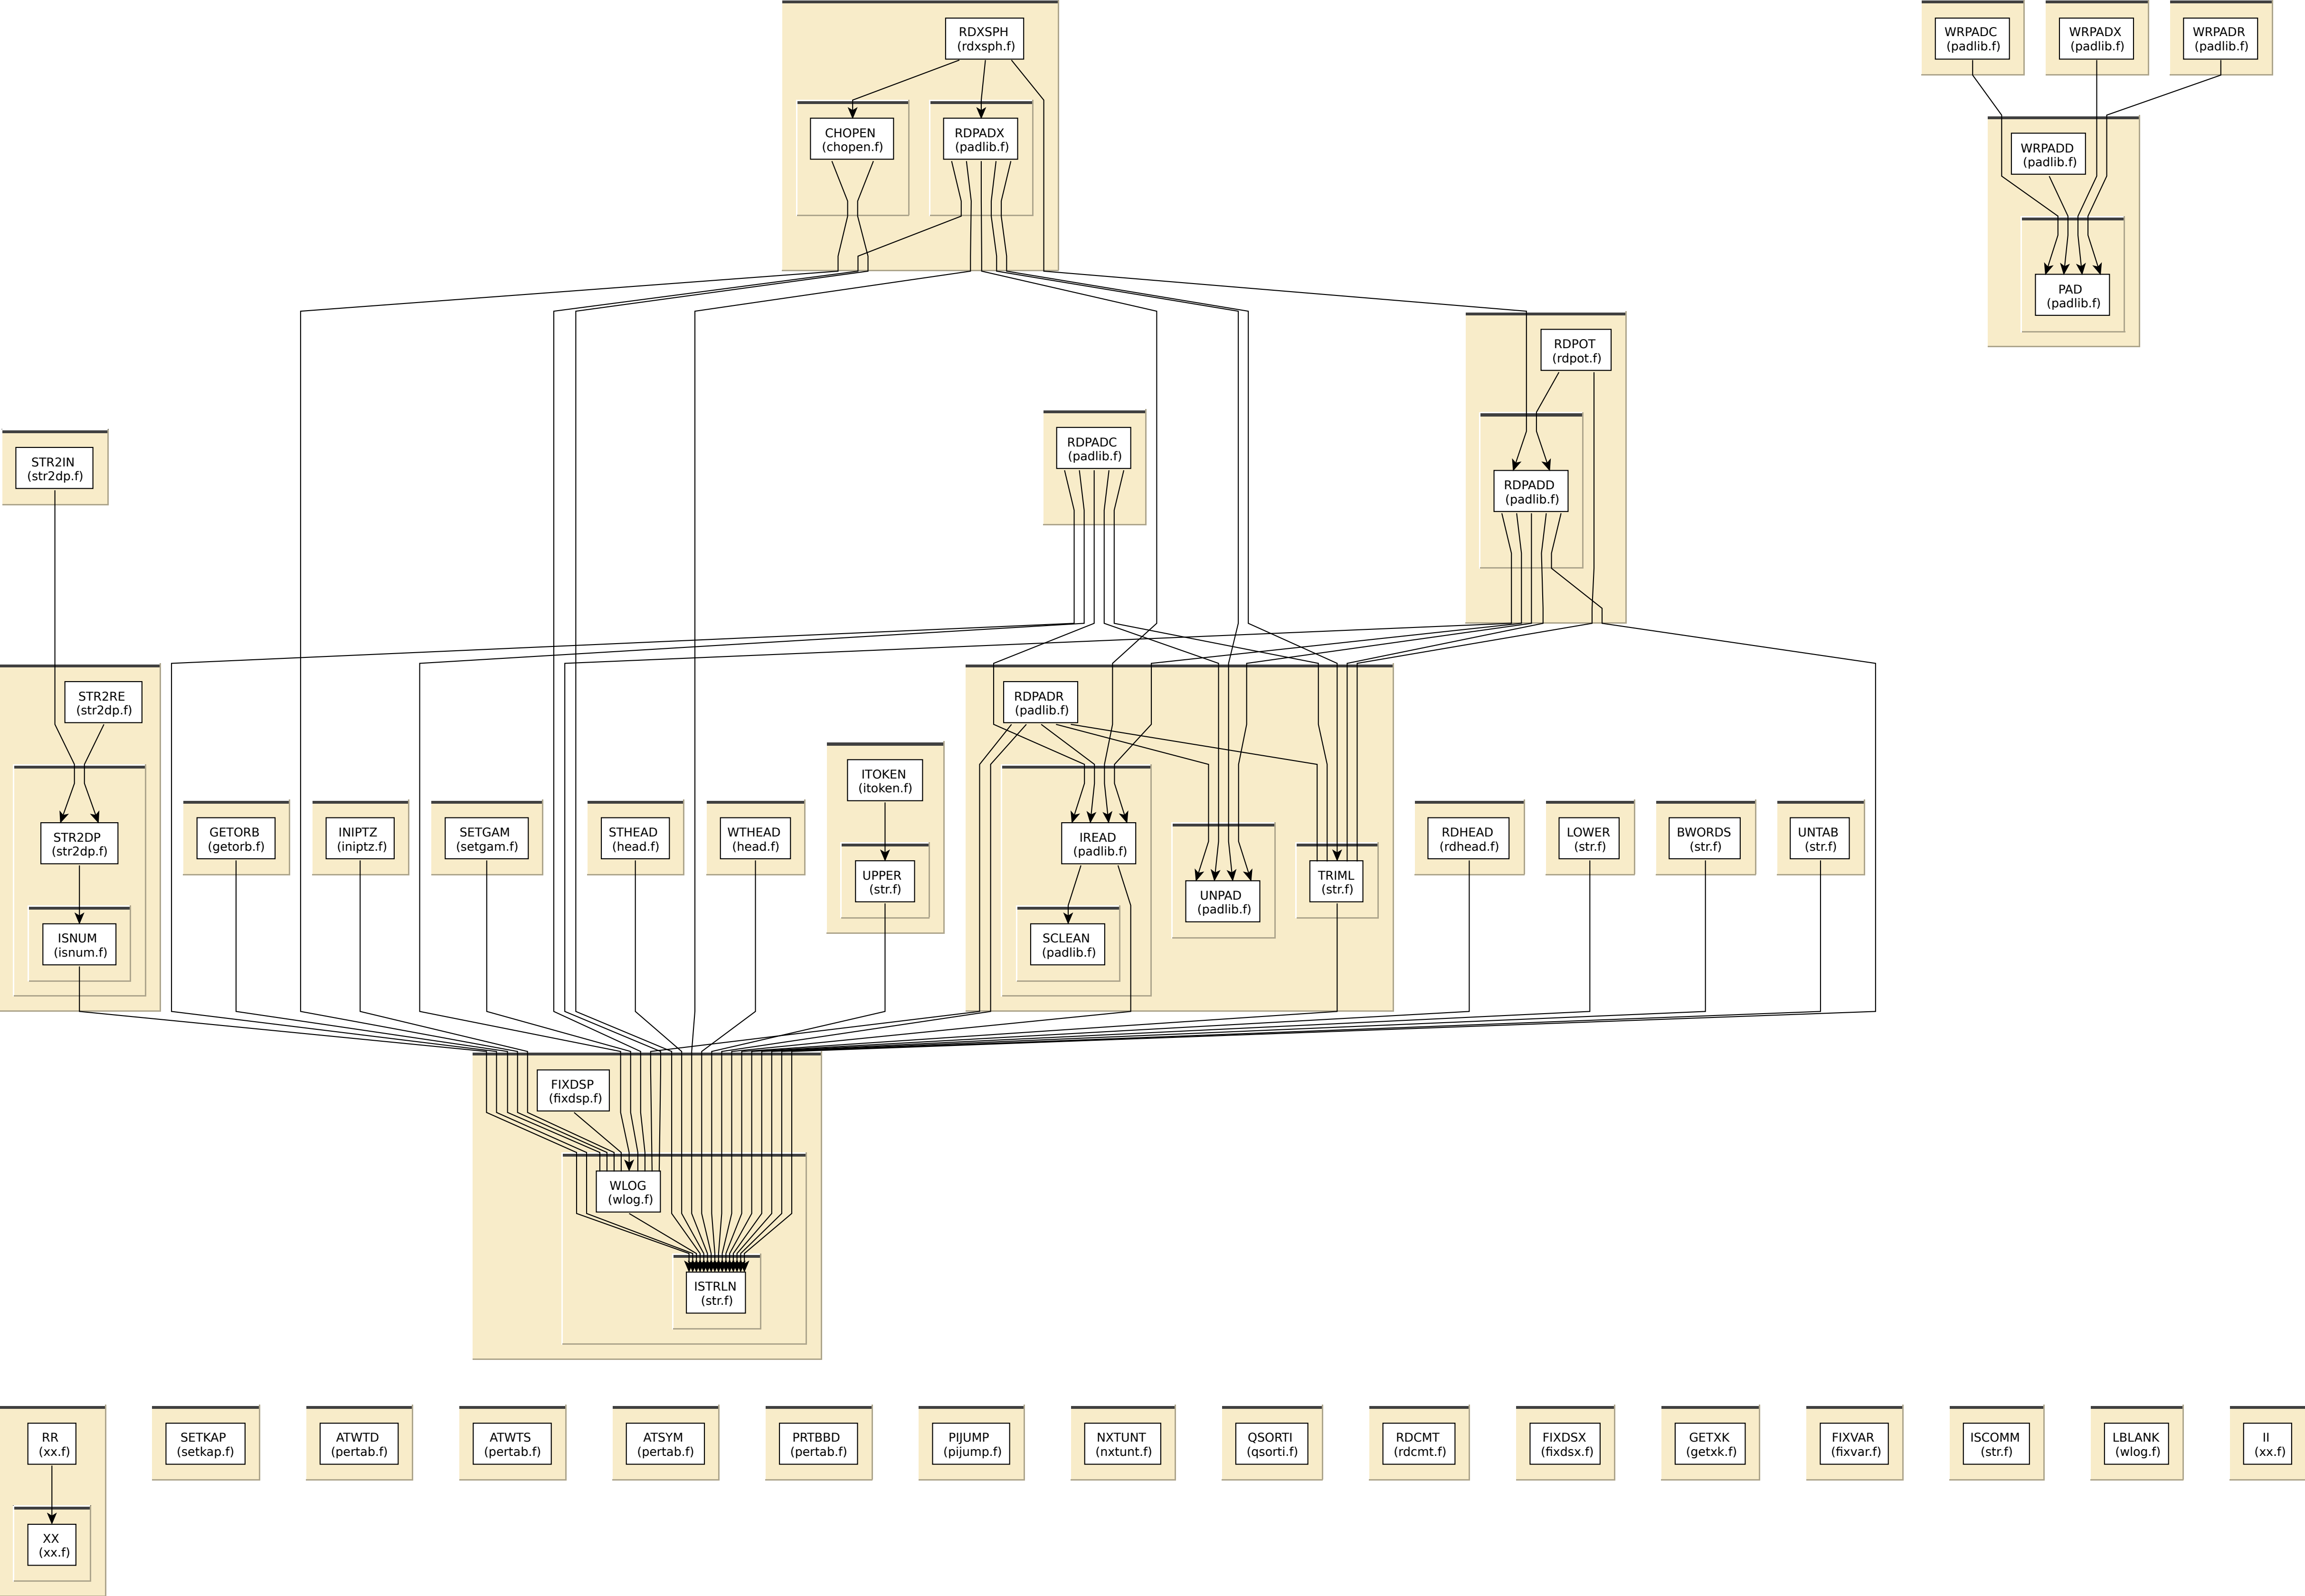 RDXSPH
(rdxsph.f)
WRPADC
(padlib.f)
WRPADX
(padlib.f)
WRPADR
(padlib.f)
CHOPEN
(chopen.f)
RDPADX
(padlib.f)
WRPADD
(padlib.f)
PAD
(padlib.f)
RDPOT
(rdpot.f)
RDPADC
(padlib.f)
STR2IN
(str2dp.f)
RDPADD
(padlib.f)
STR2RE
(str2dp.f)
RDPADR
(padlib.f)
ITOKEN
(itoken.f)
STR2DP
(str2dp.f)
GETORB
(getorb.f)
INIPTZ
(iniptz.f)
SETGAM
(setgam.f)
STHEAD
(head.f)
WTHEAD
(head.f)
IREAD
(padlib.f)
RDHEAD
(rdhead.f)
LOWER
(str.f)
BWORDS
(str.f)
UNTAB
(str.f)
UPPER
(str.f)
UNPAD
(padlib.f)
TRIML
(str.f)
ISNUM
(isnum.f)
SCLEAN
(padlib.f)
FIXDSP
(fixdsp.f)
WLOG
(wlog.f)
ISTRLN
(str.f)
RR
(xx.f)
SETKAP
(setkap.f)
ATWTD
(pertab.f)
ATWTS
(pertab.f)
ATSYM
(pertab.f)
PRTBBD
(pertab.f)
PIJUMP
(pijump.f)
NXTUNT
(nxtunt.f)
QSORTI
(qsorti.f)
RDCMT
(rdcmt.f)
FIXDSX
(fixdsx.f)
GETXK
(getxk.f)
FIXVAR
(fixvar.f)
ISCOMM
(str.f)
LBLANK
(wlog.f)
II
(xx.f)
XX
(xx.f)